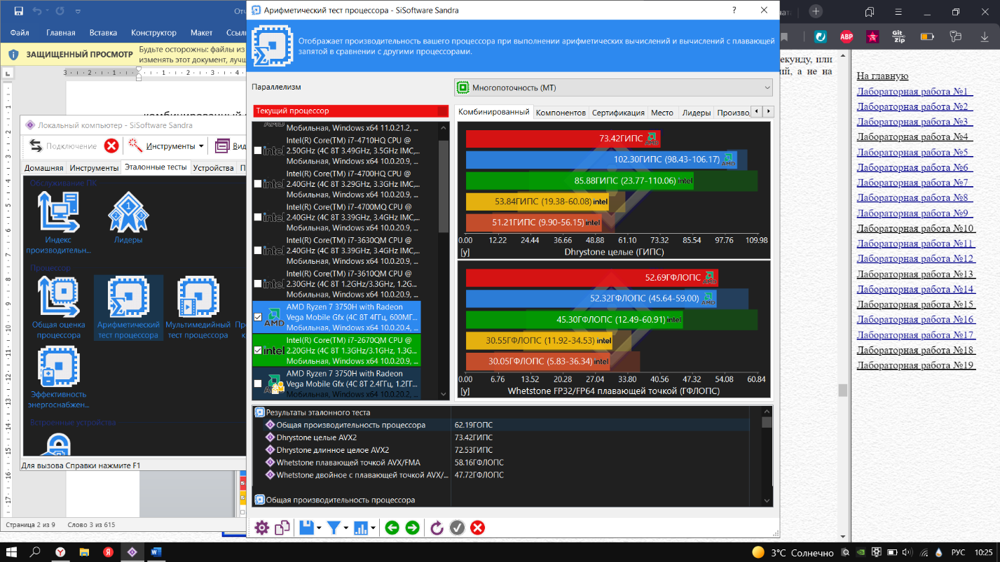 Файл
Главная
Вставка
Конструктор
Макет
ЗАЩИЩЕННЫЙ ПРОСМОТР
Будьте осторожны: файлы из
изменять этот документ, лучш
Страница 2 из 9 Слово 3 из 615
Локальный компьютер - SiSoftware Sandra
Подключение
Инструменты
Вид
Домашняя
Инструменты
Эталонные тесты
Устройства
Обслуживание ПК
Индекс
производительн...
Лидеры
Процессор
Общая оценка
процессора
Арифметический
тест процессора
Мультимедийный
тест процессора
Эффективность
энергоснабжен...
Встроенные устройства
Для вызова Справки нажмите F1
Арифметический тест процессора - SiSoftware Sandra
?
Отображает производительность вашего процессора при выполнении арифметических вычислений и вычислений с плавающей
запятой в сравнении с другими процессорами.
Параллелизм
Многопоточность (МТ)
Текущий процессор
Мобильная, Windows x64 11.0.21.2, ...
Intel(R) Core(TM) i7-4710HQ CPU @
2.50GHz (4C 8T 3.49GHz, 3.5GHz IMC,...
Мобильная, Windows x64 10.0.20.9, ...
Intel(R) Core(TM) i7-4700HQ CPU @
2.40GHz (4C 8T 3.29GHz, 3.3GHz IMC,...
Мобильная, Windows x64 10.0.20.9, ...
Intel(R) Core(TM) i7-4700MQ CPU @
2.40GHz (4C 8T 3.39GHz, 3.4GHz IMC,...
Мобильная, Windows x64 10.0.20.9, ...
Intel(R) Core(TM) i7-3630QM CPU @
2.40GHz (4C 8T 3.39GHz, 3.4GHz IMC,...
Мобильная, Windows x64 10.0.20.9, ...
Intel(R) Core(TM) i7-3610QM CPU @
2.30GHz (4C 8T 1.2GHz/3.3GHz, 1.2G...
Мобильная, Windows x64 10.0.20.9, ...
AMD Ryzen 7 3750H with Radeon
Vega Mobile Gfx (4C 8T 4ГГц, 600МГ...
Мобильная, Windows x64 10.0.20.4, ...
Intel(R) Core(TM) i7-2670QM CPU @
2.20GHz (4C 8T 1.3GHz/3.1GHz, 1.3G...
Мобильная, Windows x64 10.0.20.9, ...
AMD Ryzen 7 3750H with Radeon
Vega Mobile Gfx (4C 8T 2.4ГГц, 1.2ГГ...
Мобильная, Windows x64 10.0.20.2, ...
Комбинированный
Компонентов
Сертификация
Место
Лидеры
Произво
73.42ГИПС AMD
102.30ГИПС (98.43-106.17) AMD
85.88ГИПС (23.77-110.06) intel
53.84ГИПС (19.38-60.08) intel
51.21ГИПС (9.90-56.15) intel
0.00 12.22 24.44 36.66 48.88 61.10 73.32 85.54 97.76 109.98
[y] Dhrystone целые (ГИПС)
52.69ГФЛОПС AMD
52.32ГФЛОПС (45.64-59.00) AMD
45.30ГФЛОПС (12.49-60.91) intel
30.55ГФЛОПС (11.92-34.53) intel
30.05ГФЛОПС (5.83-36.34) intel
0.00 6.76 13.52 20.28 27.04 33.80 40.56 47.32 54.08 60.84
[y] Whetstone FP32/FP64 плавающей точкой (ГФЛОПС)
Результаты эталонного теста
Общая производительность процессора 62.19ГОПС
Dhrystone целые AVX2 73.42ГИПС
Dhrystone длинное целое AVX2 72.53ГИПС
Whetstone плавающей точкой AVX/FMA 58.16ГФЛОПС
Whetstone двойное с плавающей точкой AVX/... 47.72ГФЛОПС
Общая производительность процессора
ABP
Git
Zip
екунду, или
ий, а не на
На главную
Лабораторная работа №1
Лабораторная работа №2
Лабораторная работа №3
Лабораторная работа №4
Лабораторная работа №5
Лабораторная работа №6
Лабораторная работа №7
Лабораторная работа №8
Лабораторная работа №9
Лабораторная работа №10
Лабораторная работа №11
Лабораторная работа №12
Лабораторная работа №13
Лабораторная работа №14
Лабораторная работа №15
Лабораторная работа №16
Лабораторная работа №17
Лабораторная работа №18
Лабораторная работа №19
3°C Солнечно
РУС
10:25